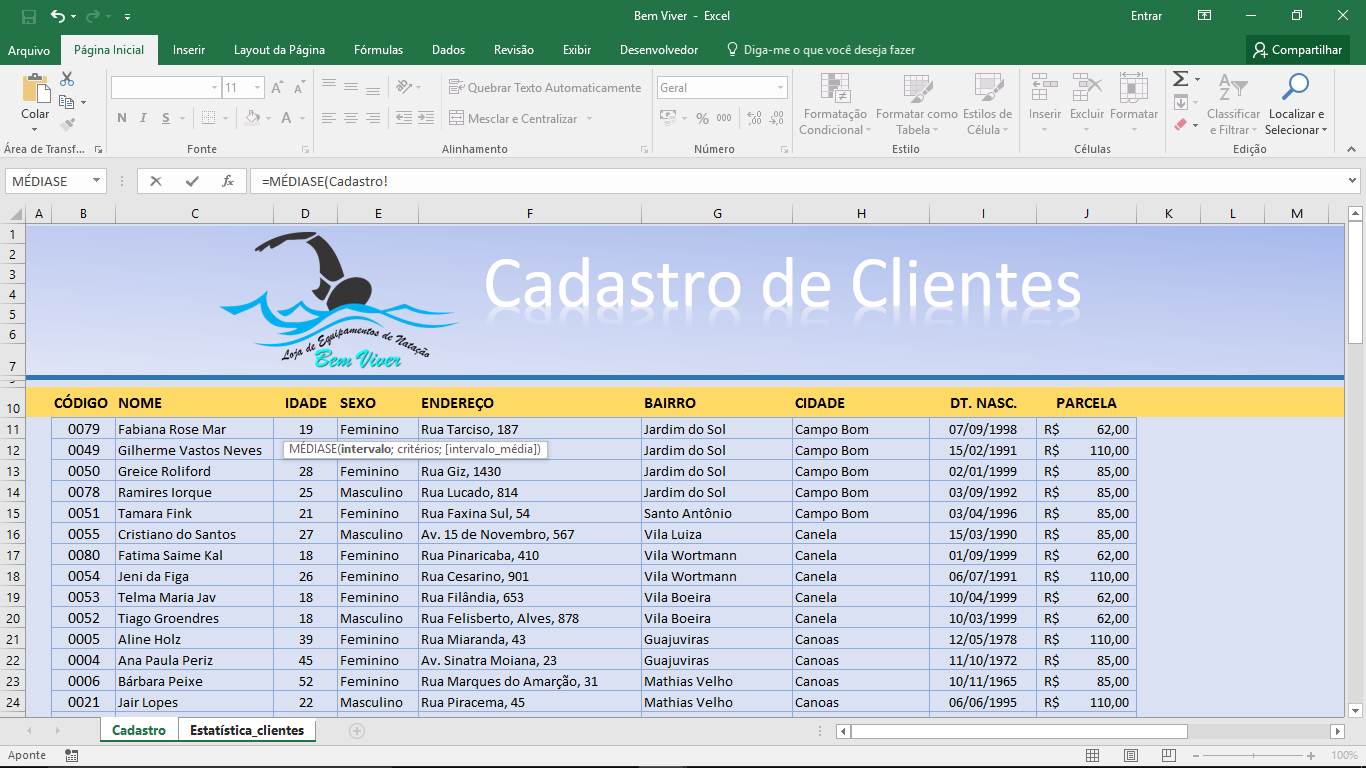 Bem Viver - Excel
Entrar
Arquivo Página Inicial Inserir Layout da Página Fórmulas Dados Revisão Exibir Desenvolvedor Diga-me o que você deseja fazer Compartilhar
Colar
Área de Transf...
11
N I S
A
Fonte
Quebrar Texto Automaticamente
Mesclar e Centralizar
Alinhamento
Geral
% 000
Número
Formatação Condicional
Formatar como Tabela
Estilos de Célula
Estilo
Inserir Excluir Formatar
Células
Classificar e Filtrar
Localizar e Selecionar
Edição
MÉDIASE fx =MÉDIASE(Cadastro!
A B C D E F G H I J K L M
1
2
3
4
5
6
7
Cadastro de Clientes
Loja de Equipamentos de Natação
Bem Viver
10 CÓDIGO NOME IDADE SEXO ENDEREÇO BAIRRO CIDADE DT. NASC. PARCELA
11 0079 Fabiana Rose Mar 19 Feminino Rua Tarciso, 187 Jardim do Sol Campo Bom 07/09/1998 R$ 62,00
12 0049 Gilherme Vastos Neves Jardim do Sol Campo Bom 15/02/1991 R$ 110,00
MÉDIASE(intervalo; critérios; [intervalo_média])
13 0050 Greice Roliford 28 Feminino Rua Giz, 1430 Jardim do Sol Campo Bom 02/01/1999 R$ 85,00
14 0078 Ramires Iorque 25 Masculino Rua Lucado, 814 Jardim do Sol Campo Bom 03/09/1992 R$ 85,00
15 0051 Tamara Fink 21 Feminino Rua Faxina Sul, 54 Santo Antônio Campo Bom 03/04/1996 R$ 85,00
16 0055 Cristiano do Santos 27 Masculino Av. 15 de Novembro, 567 Vila Luiza Canela 15/03/1990 R$ 85,00
17 0080 Fatima Saime Kal 18 Feminino Rua Pinaricaba, 410 Vila Wortmann Canela 01/09/1999 R$ 62,00
18 0054 Jeni da Figa 26 Feminino Rua Cesarino, 901 Vila Wortmann Canela 06/07/1991 R$ 110,00
19 0053 Telma Maria Jav 18 Feminino Rua Filândia, 653 Vila Boeira Canela 10/04/1999 R$ 62,00
20 0052 Tiago Groendres 18 Masculino Rua Felisberto, Alves, 878 Vila Boeira Canela 10/03/1999 R$ 62,00
21 0005 Aline Holz 39 Feminino Rua Miaranda, 43 Guajuviras Canoas 12/05/1978 R$ 110,00
22 0004 Ana Paula Periz 45 Feminino Av. Sinatra Moiana, 23 Guajuviras Canoas 11/10/1972 R$ 85,00
23 0006 Bárbara Peixe 52 Feminino Rua Marques do Amarção, 31 Mathias Velho Canoas 10/11/1965 R$ 85,00
24 0021 Jair Lopes 22 Masculino Rua Piracema, 45 Mathias Velho Canoas 06/06/1995 R$ 110,00
Cadastro Estatística_clientes
Aponte
100%